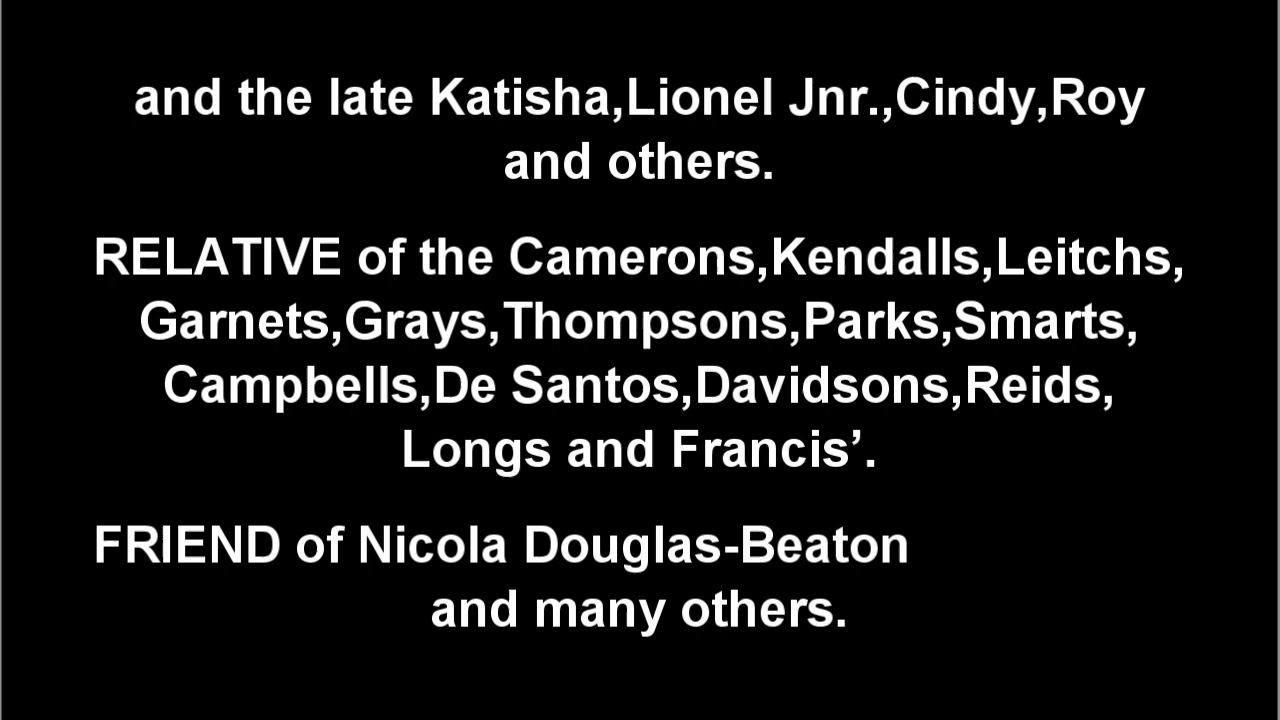 and the late Katisha,Lionel Jnr.,Cindy,Roy
and others.
RELATIVE of the Camerons,Kendalls,Leitchs,
Garnets,Grays,Thompsons,Parks,Smarts,
Campbells,De Santos,Davidsons,Reids,
Longs and Francis’.
FRIEND of Nicola Douglas-Beaton
and many others.